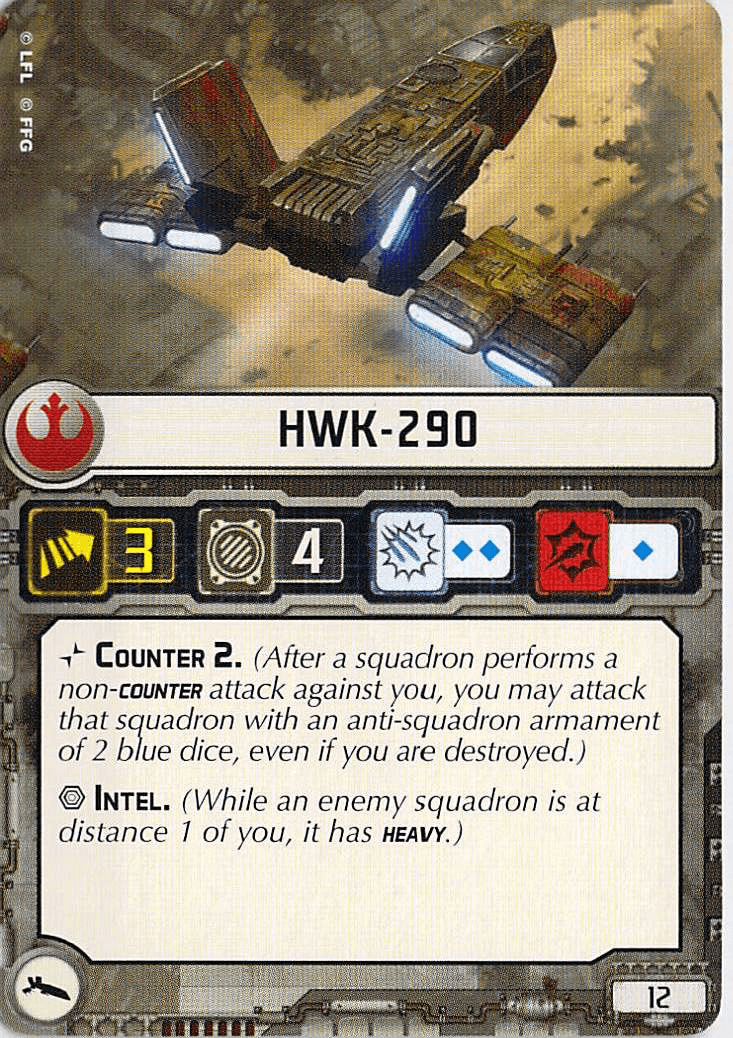 © LFL © FFG
HWK-290
3 4
COUNTER 2. (After a squadron performs a
non-COUNTER attack against you, you may attack
that squadron with an anti-squadron armament
of 2 blue dice, even if you are destroyed.)
INTEL. (While an enemy squadron is at
distance 1 of you, it has HEAVY.)
12